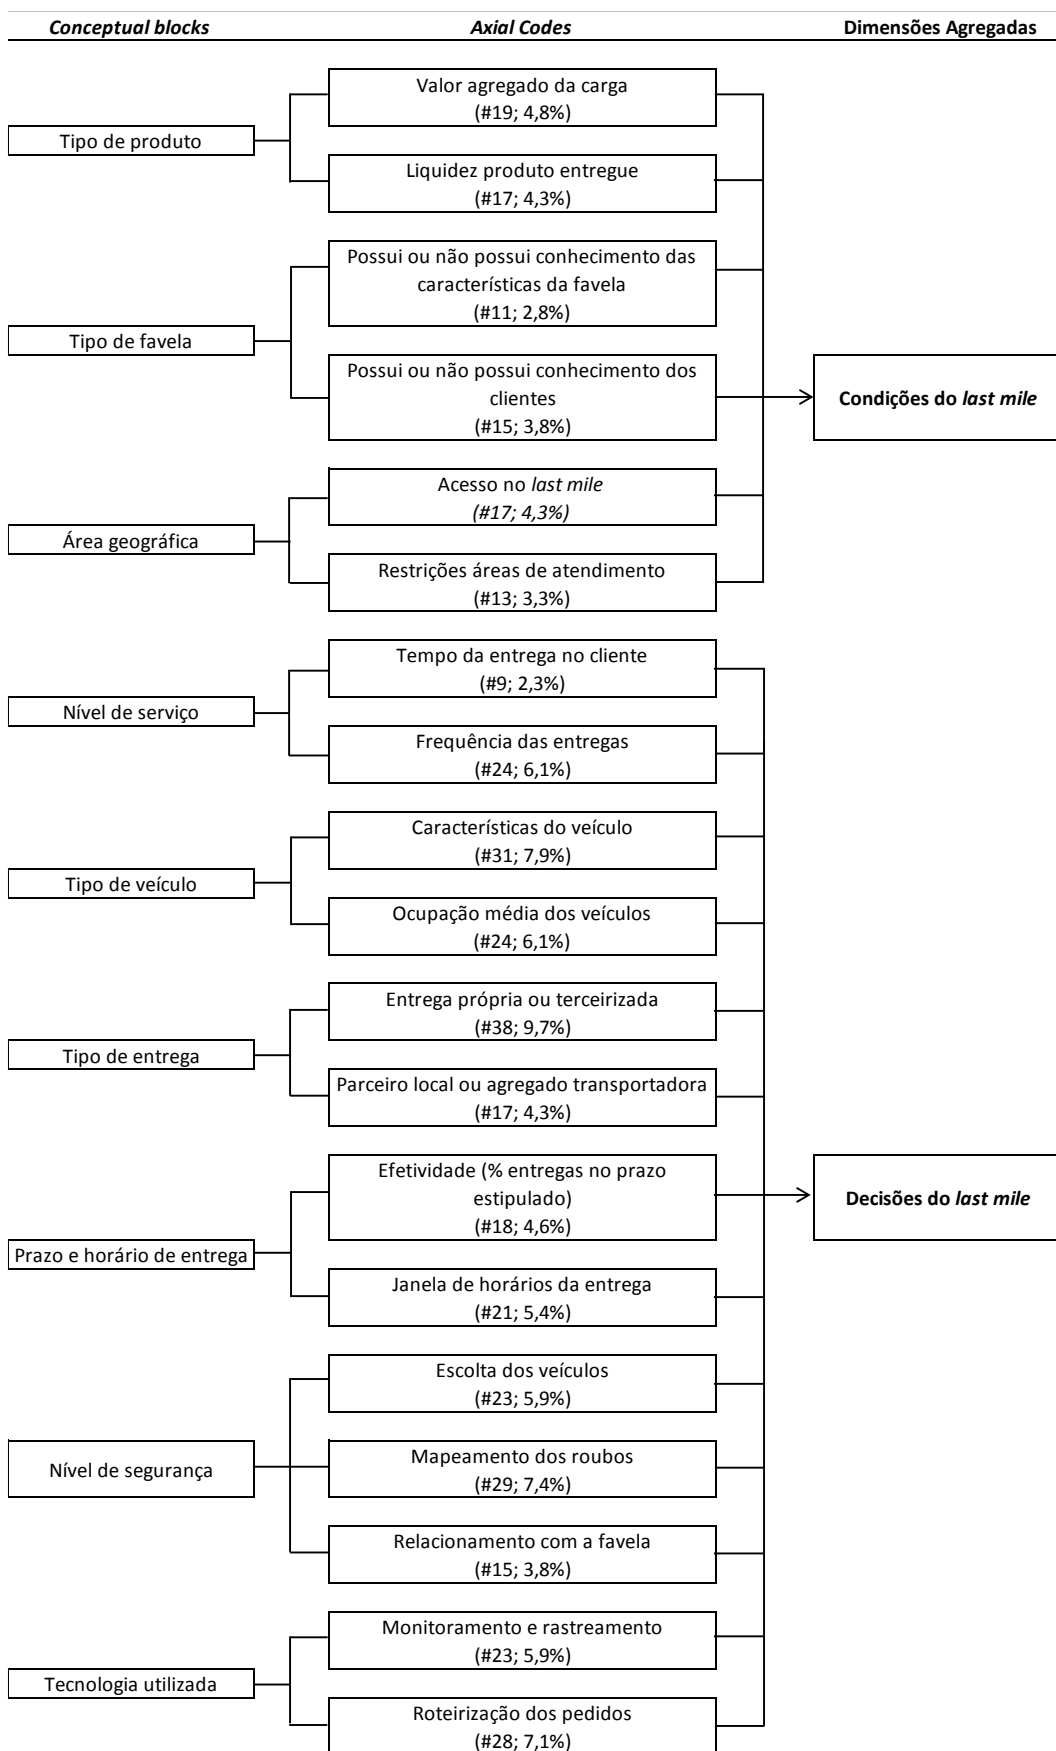 Conceptual blocks
Axial Codes
Dimensões Agregadas
Tipo de produto
Valor agregado da carga
(#19; 4,8%)
Liquidez produto entregue
(#17; 4,3%)
Tipo de favela
Possui ou não possui conhecimento das
características da favela
(#11; 2,8%)
Possui ou não possui conhecimento dos
clientes
(#15; 3,8%)
Área geográfica
Acesso no last mile
(#17; 4,3%)
Restrições áreas de atendimento
(#13; 3,3%)
Condições do last mile
Nível de serviço
Tempo da entrega no cliente
(#9; 2,3%)
Frequência das entregas
(#24; 6,1%)
Tipo de veículo
Características do veículo
(#31; 7,9%)
Ocupação média dos veículos
(#24; 6,1%)
Tipo de entrega
Entrega própria ou terceirizada
(#38; 9,7%)
Parceiro local ou agregado transportadora
(#17; 4,3%)
Prazo e horário de entrega
Efetividade (% entregas no prazo
estipulado)
(#18; 4,6%)
Janela de horários da entrega
(#21; 5,4%)
Nível de segurança
Escolta dos veículos
(#23; 5,9%)
Mapeamento dos roubos
(#29; 7,4%)
Relacionamento com a favela
(#15; 3,8%)
Tecnologia utilizada
Monitoramento e rastreamento
(#23; 5,9%)
Roteirização dos pedidos
(#28; 7,1%)
Decisões do last mile